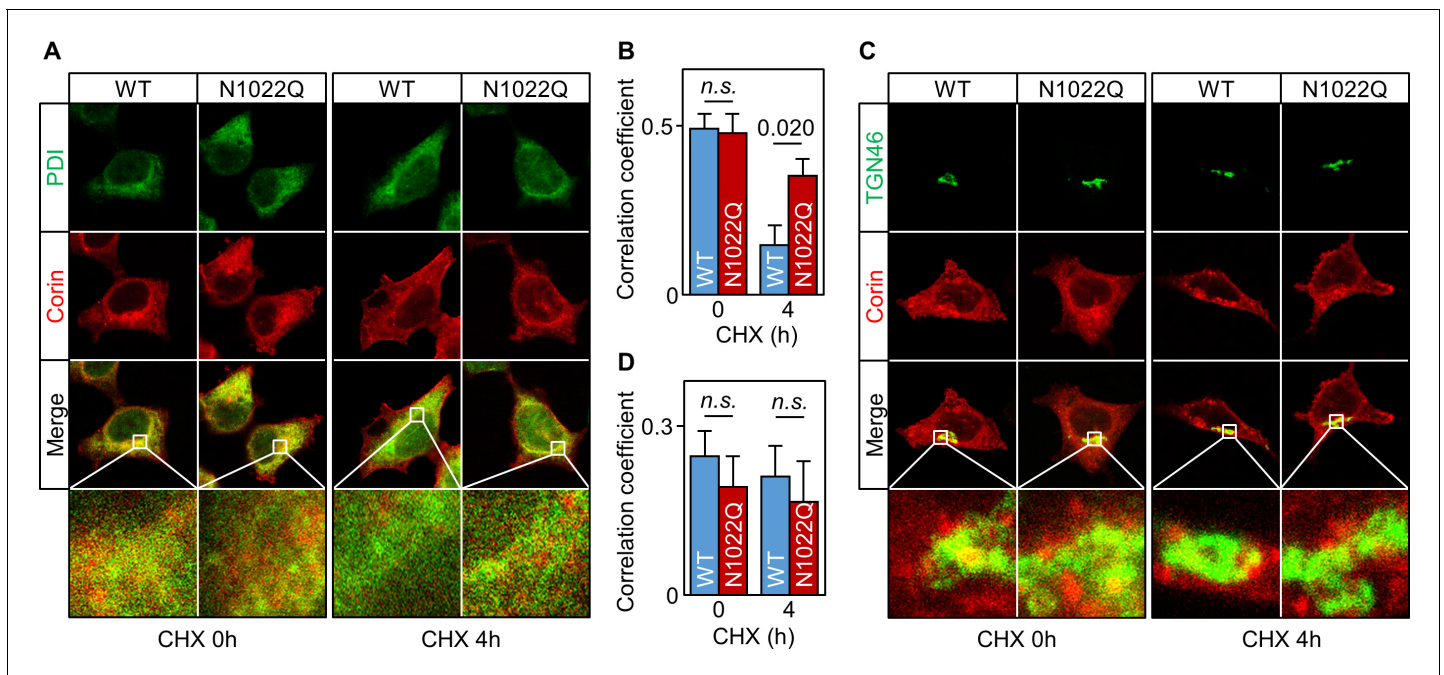 A
WT N1022Q WT N1022Q
PDI
Corin
Merge
CHX 0h CHX 4h
B
Correlation coefficient
0.5
0
n.s.
0.020
WT N1022Q WT N1022Q
0 4
CHX (h)
D
Correlation coefficient
0.3
0
n.s. n.s.
WT N1022Q WT N1022Q
0 4
CHX (h)
C
WT N1022Q WT N1022Q
TGN46
Corin
Merge
CHX 0h CHX 4h